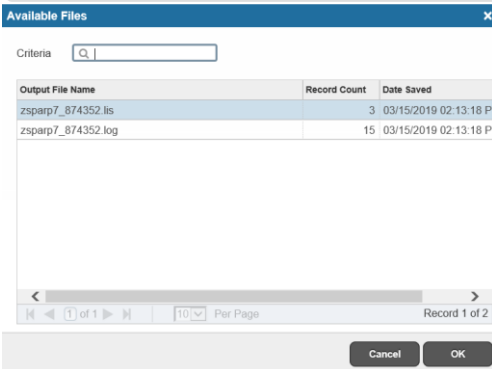 Available Files
Criteria
Output File Name Record Count Date Saved
zsparp7_874352.lis 3 03/15/2019 02:13:18 P
zsparp7_874352.log 15 03/15/2019 02:13:18 P
1 of 1 10 Per Page Record 1 of 2
Cancel OK